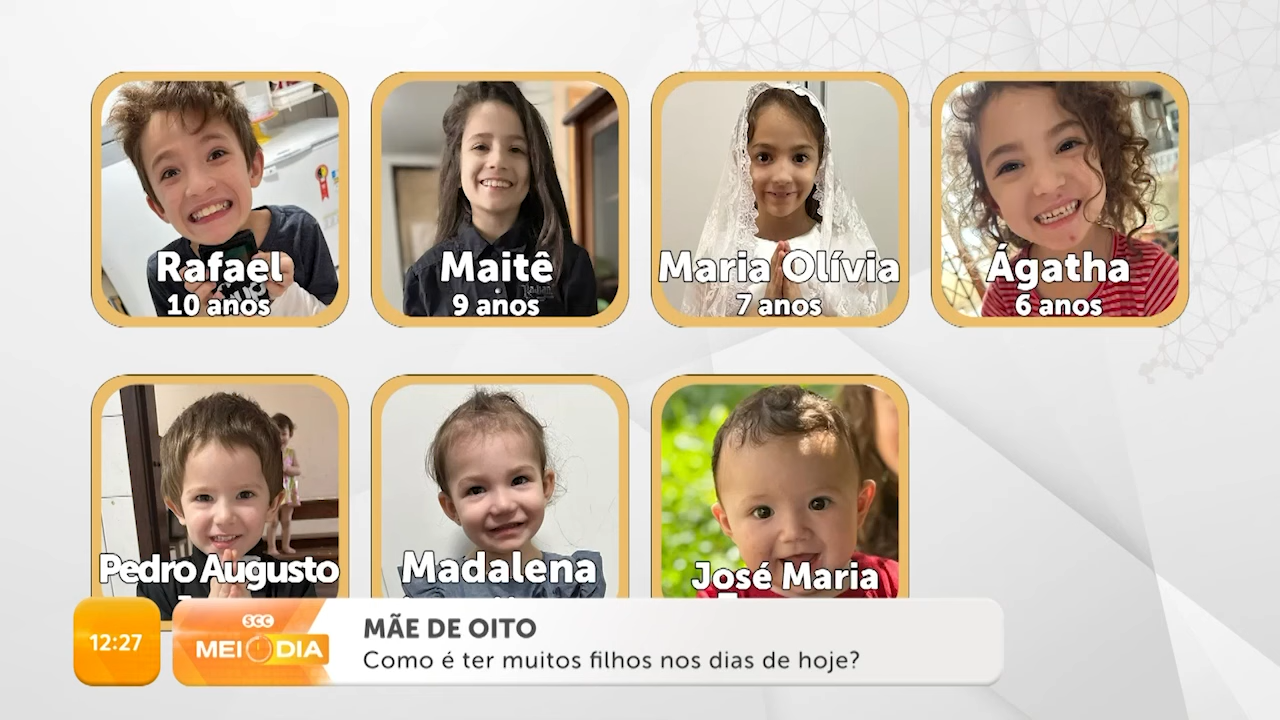 Rafael
10 anos
Maitê
9 anos
Maria Olívia
7 anos
Ágatha
6 anos
Pedro Augusto
Madalena
José Maria
12:27
SCC
MEIO DIA
MÃE DE OITO
Como é ter muitos filhos nos dias de hoje?